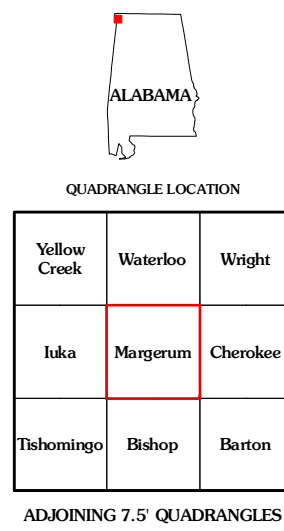 ALABAMA
QUADRANGLE LOCATION
Yellow
Creek
Waterloo
Wright
Iuka
Margerum
Cherokee
Tishomingo
Bishop
Barton
ADJOINING 7.5' QUADRANGLES